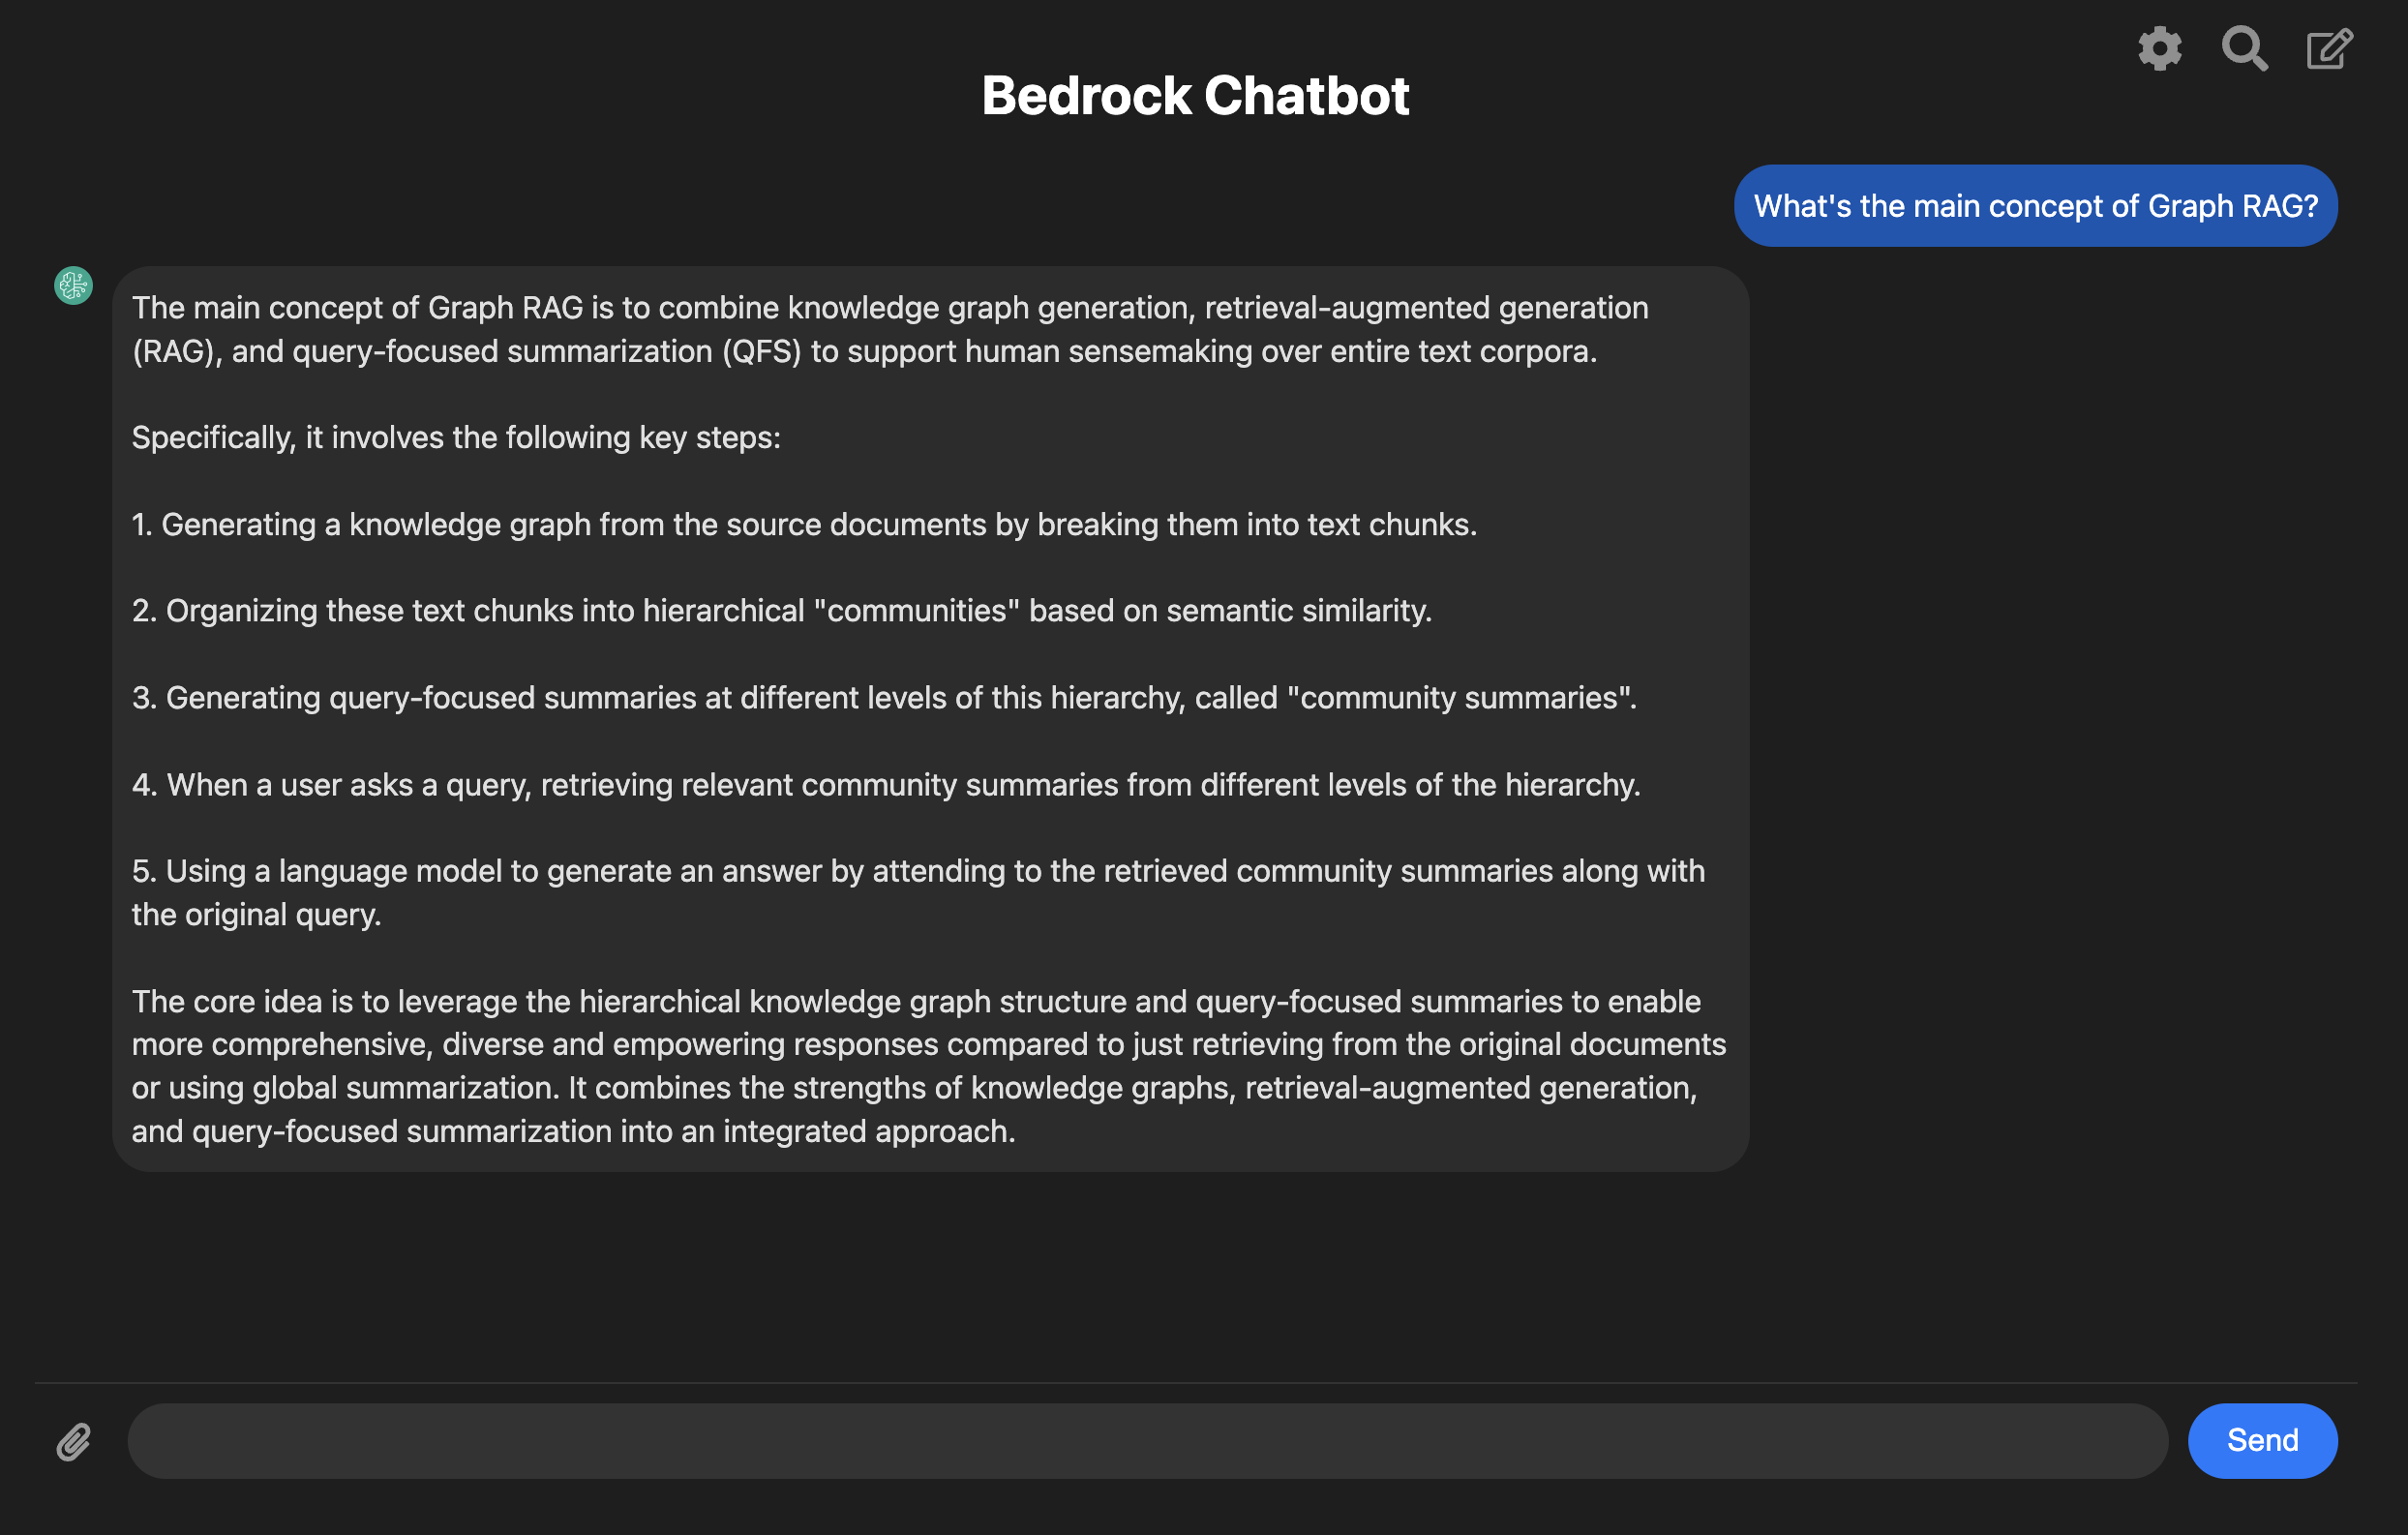 Bedrock Chatbot
What's the main concept of Graph RAG?
The main concept of Graph RAG is to combine knowledge graph generation, retrieval-augmented generation
(RAG), and query-focused summarization (QFS) to support human sensemaking over entire text corpora.
Specifically, it involves the following key steps:
1. Generating a knowledge graph from the source documents by breaking them into text chunks.
2. Organizing these text chunks into hierarchical "communities" based on semantic similarity.
3. Generating query-focused summaries at different levels of this hierarchy, called "community summaries".
4. When a user asks a query, retrieving relevant community summaries from different levels of the hierarchy.
5. Using a language model to generate an answer by attending to the retrieved community summaries along with
the original query.
The core idea is to leverage the hierarchical knowledge graph structure and query-focused summaries to enable
more comprehensive, diverse and empowering responses compared to just retrieving from the original documents
or using global summarization. It combines the strengths of knowledge graphs, retrieval-augmented generation,
and query-focused summarization into an integrated approach.
Send